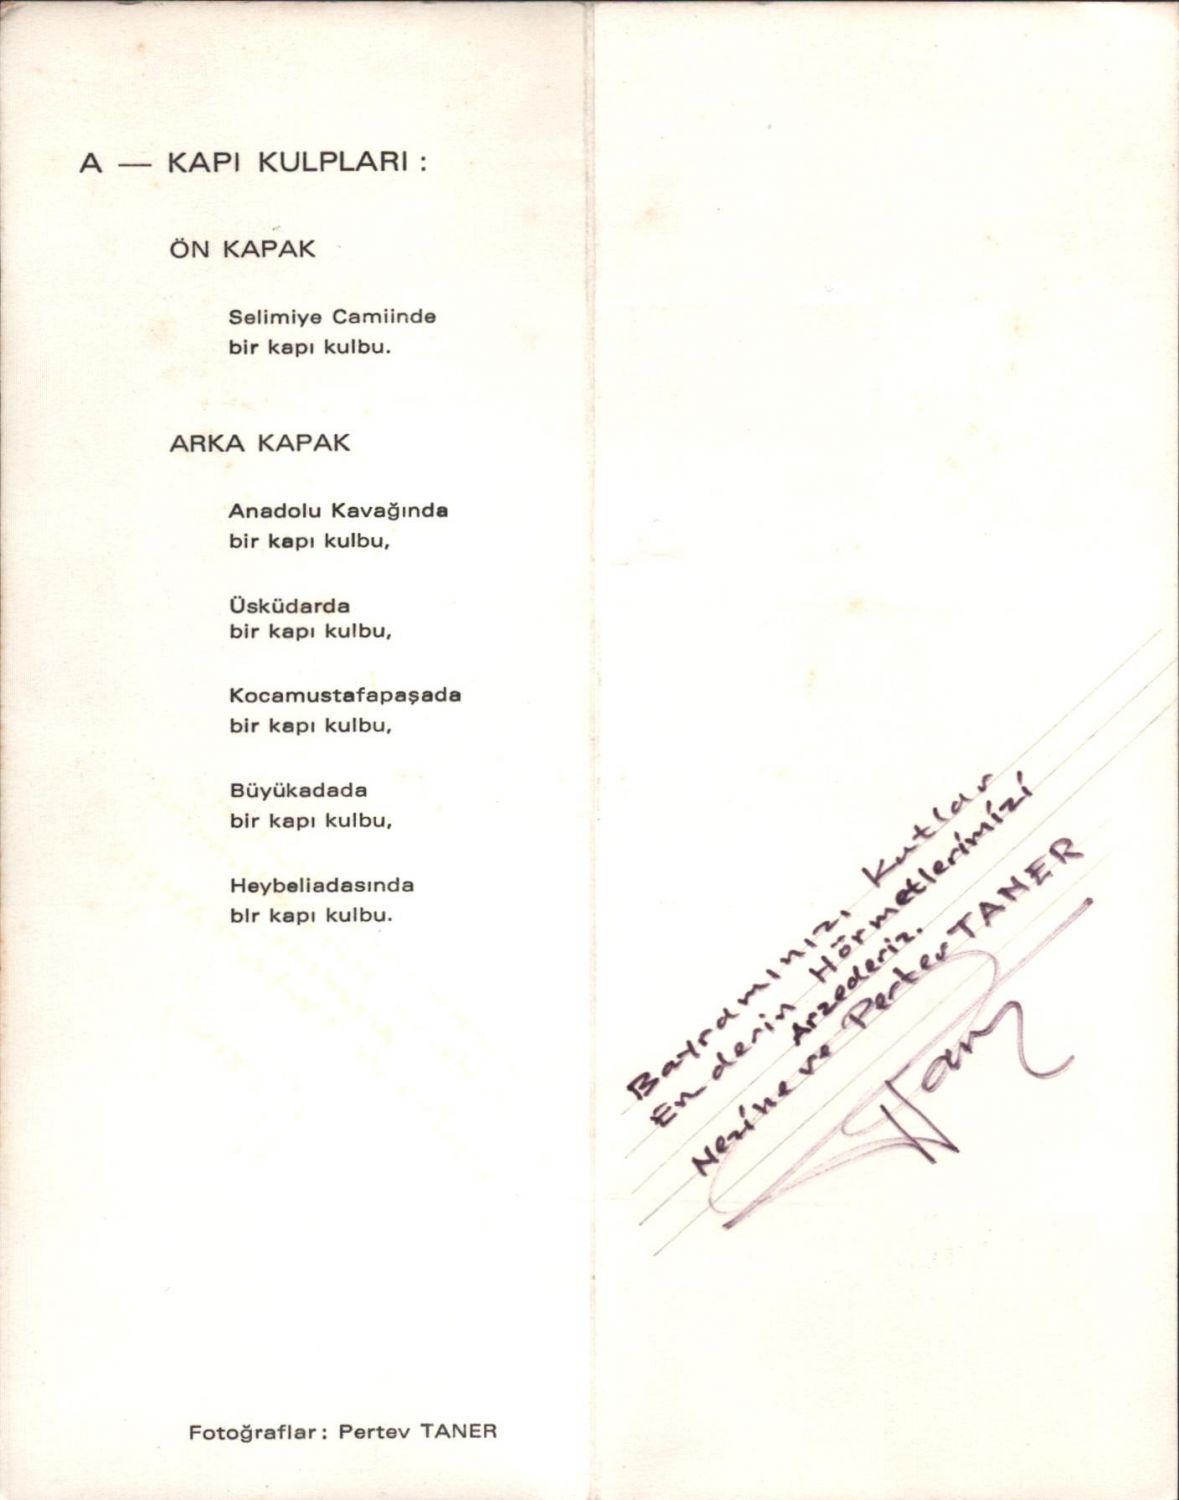 A — KAPI KULPLARI :
ÖN KAPAK
Selimiye Camiinde
bir kapı kulbu.
ARKA KAPAK
Anadolu Kavağında
bir kapı kulbu,
Üsküdarda
bir kapı kulbu,
Kocamustafapaşada
bir kapı kulbu,
Büyükadada
bir kapı kulbu,
Heybeliadasında
bir kapı kulbu.
Fotoğraflar : Pertev TANER
Bayramınızı Kutlar
En derin Hörmetlerimizi
Arzederiz.
Nezihe ve Pertev TANER